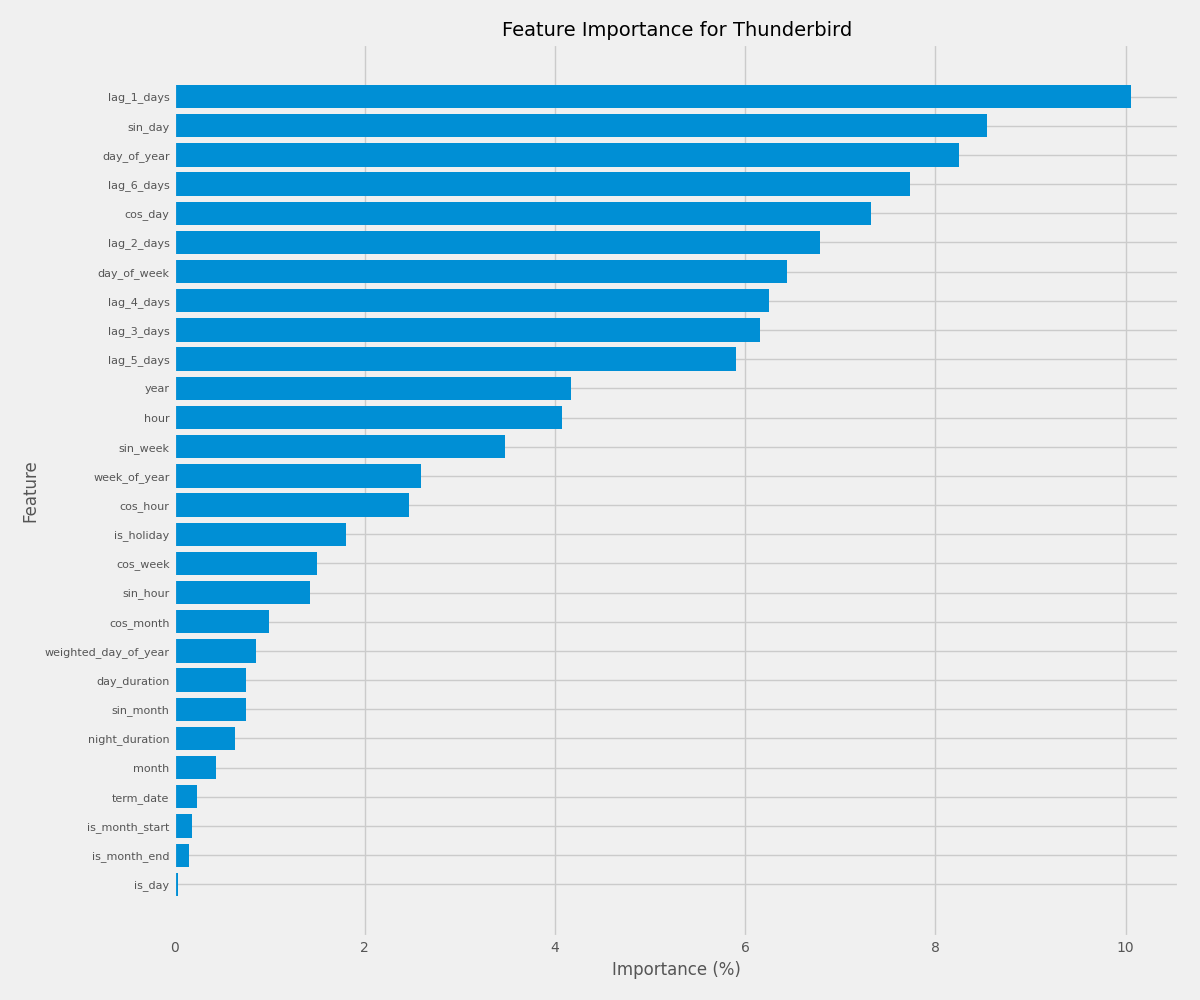 Feature Importance for Thunderbird
lag_1_days
sin_day
day_of_year
lag_6_days
cos_day
lag_2_days
day_of_week
lag_4_days
lag_3_days
lag_5_days
year
hour
sin_week
week_of_year
cos_hour
is_holiday
cos_week
sin_hour
cos_month
weighted_day_of_year
day_duration
sin_month
night_duration
month
term_date
is_month_start
is_month_end
is_day
Feature
0 2 4 6 8 10
Importance (%)